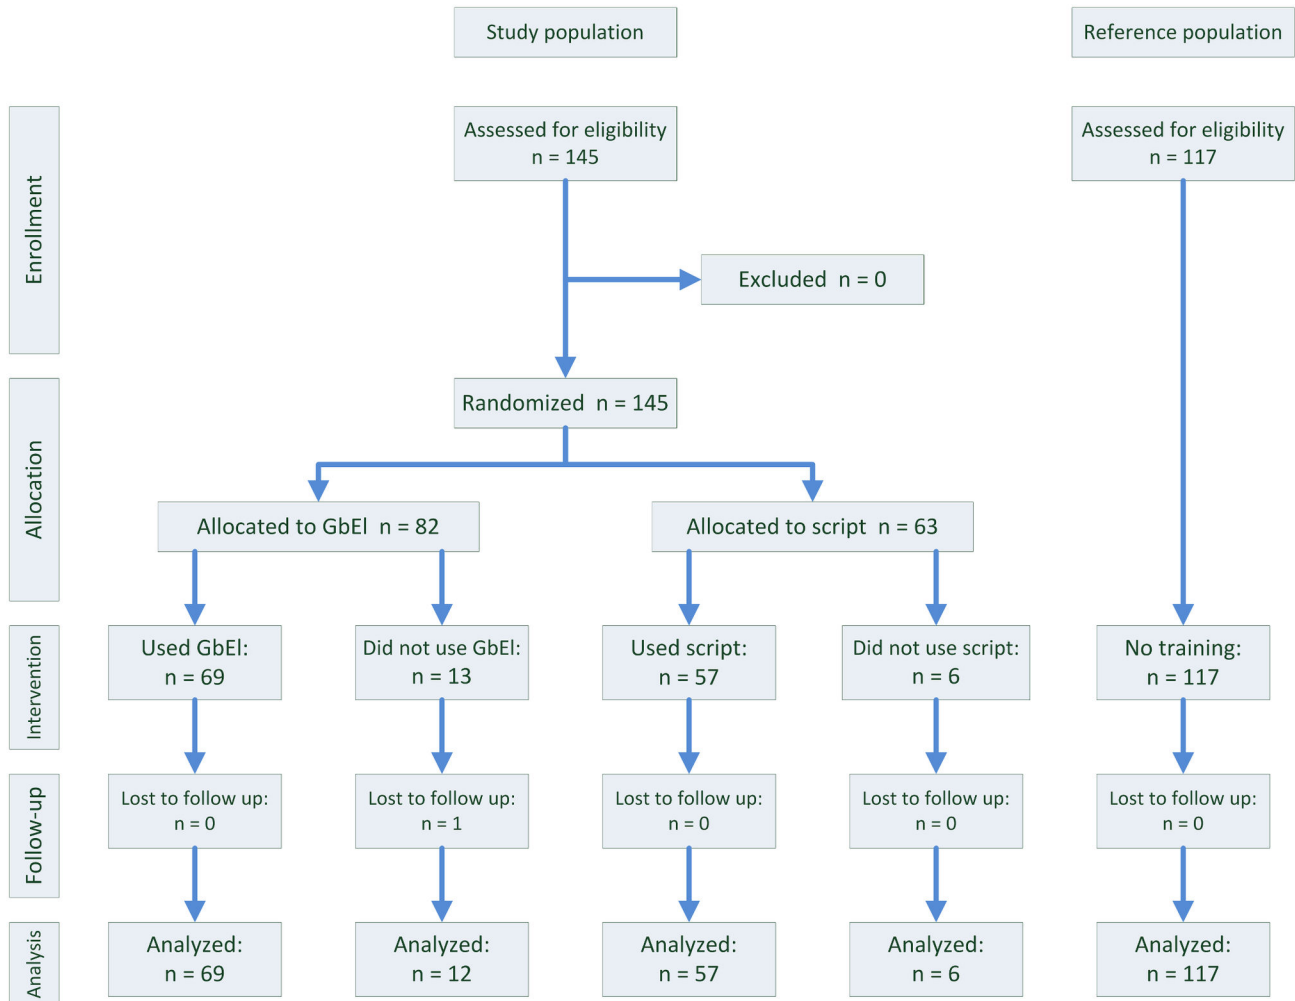 Study population
Reference population
Enrollment
Assessed for eligibility
n = 145
Assessed for eligibility
n = 117
Excluded  n = 0
Allocation
Randomized  n = 145
Allocated to GbEl  n = 82
Allocated to script  n = 63
Intervention
Used GbEl:
n = 69
Did not use GbEl:
n = 13
Used script:
n = 57
Did not use script:
n = 6
No training:
n = 117
Follow-up
Lost to follow up:
n = 0
Lost to follow up:
n = 1
Lost to follow up:
n = 0
Lost to follow up:
n = 0
Lost to follow up:
n = 0
Analysis
Analyzed:
n = 69
Analyzed:
n = 12
Analyzed:
n = 57
Analyzed:
n = 6
Analyzed:
n = 117